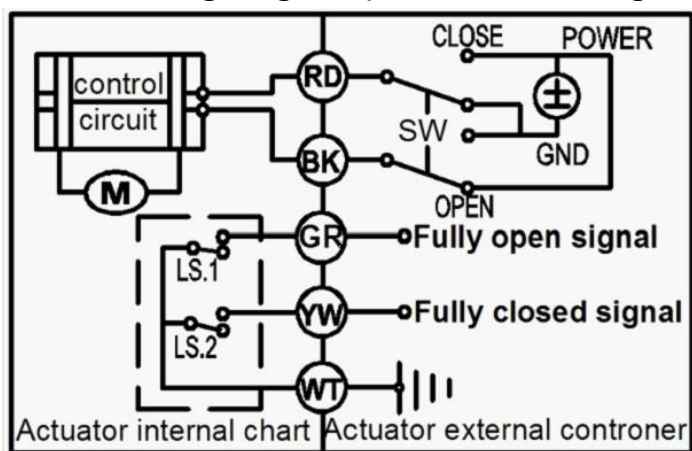 CLOSE POWER
control
circuit
RD
SW
GND
M
BK
OPEN
GR
Fully open signal
LS.1
YW
Fully closed signal
LS.2
WT
Actuator internal chart
Actuator external controner